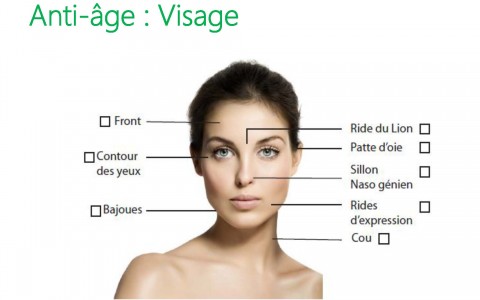 Anti-âge : Visage
Front
Contour
des yeux
Bajoues
Ride du Lion
Patte d'oie
Sillon
Naso génien
Rides
d'expression
Cou